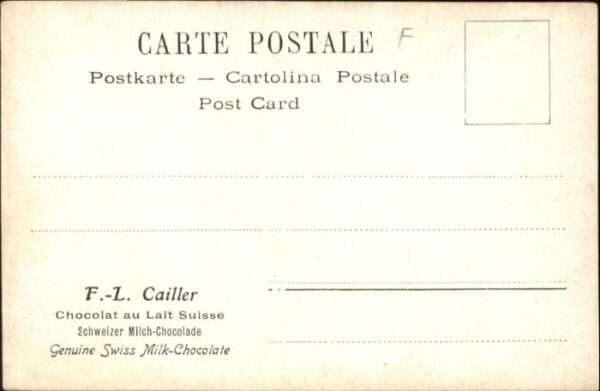 CARTE POSTALE F
Postkarte — Cartolina Postale
Post Card
F.-L. Cailler
Chocolat au Lait Suisse
Schweizer Milch-Chocolade
Genuine Swiss Milk-Chocolate